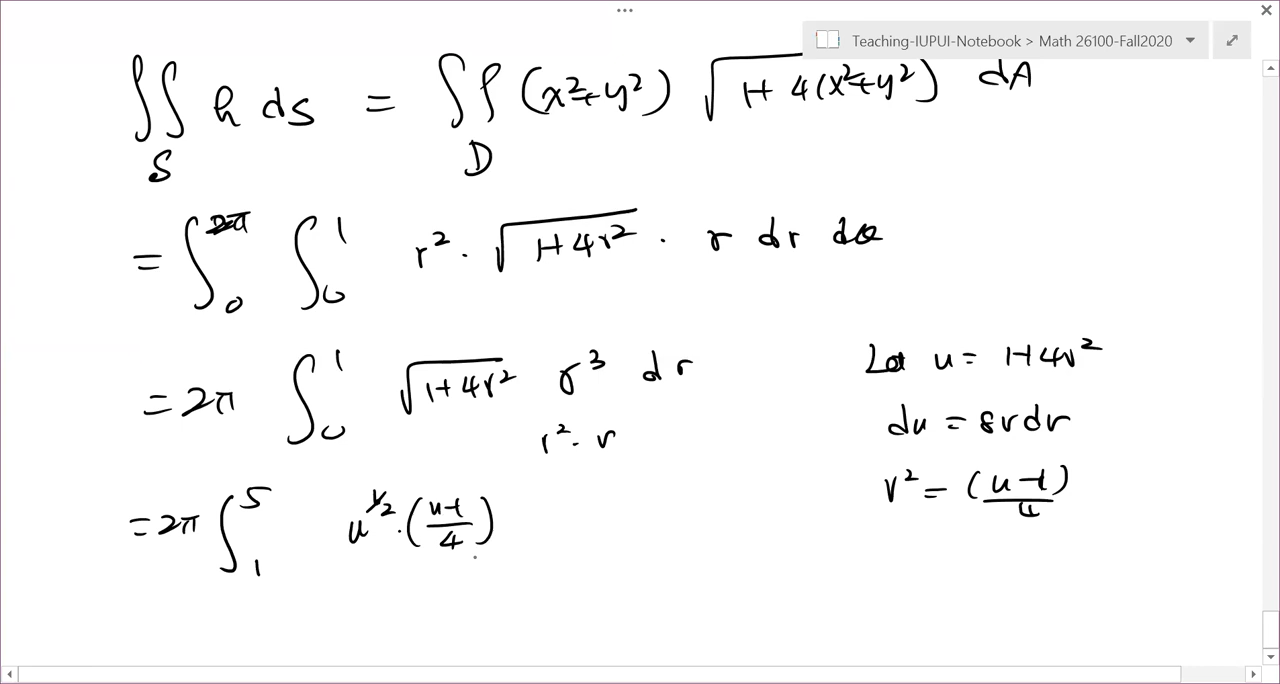 Teaching-IUPUI-Notebook > Math 26100-Fall2020
∬_S h ds = ∬_D (x²+y²) √(1+4(x²+y²)) dA
= ∫_0^{2π} ∫_0^1 r² · √(1+4r²) · r dr dθ
= 2π ∫_0^1 √(1+4r²) r³ dr
r² · r
Let u = 1+4r²
du = 8rdr
r² = (u-1)/4
= 2π ∫_1^5 u^{1/2} · ((u-1)/4)